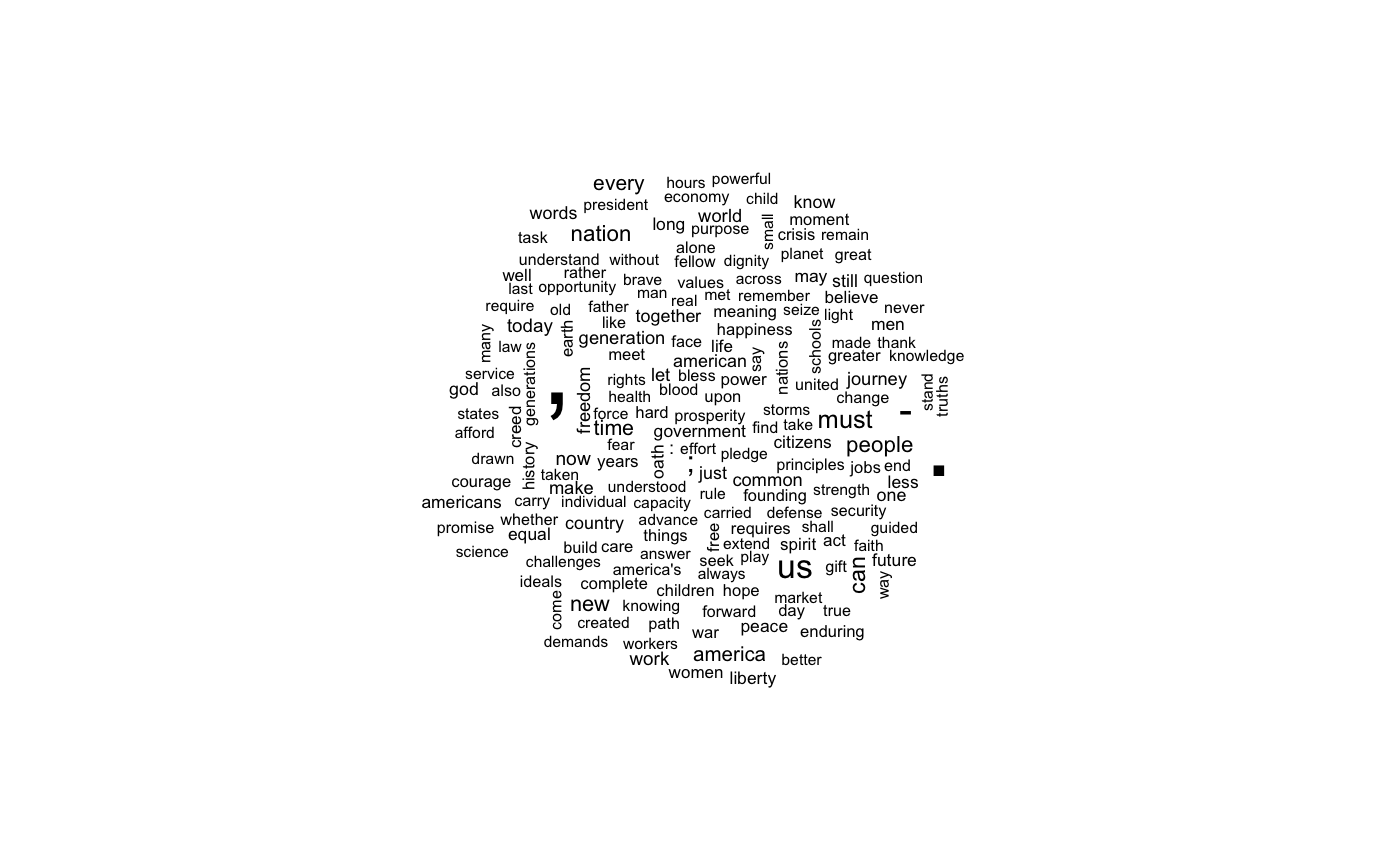 every hours powerful
president economy child know
words long world moment
task nation purpose small crisis remain
alone
understand without fellow dignity planet great
well rather brave values across may still question
last opportunity man real met remember believe
require old father together meaning seize light never
many today earth like happiness schools men
law generation face life made thank
meet american say nations greater knowledge
service generations freedom rights let bless power united journey stand
god also health blood upon change truths
states creed , force hard prosperity storms must -
afford time government find take
fear oath : effort pledge citizens people
drawn history now years ; just principles jobs end .
courage taken make understood common less
americans carry individual capacity rule founding strength one
promise whether country advance carried defense security
equal things free requires shall guided
science build care answer extend spirit act faith
challenges america's seek play us gift can future
ideals complete always way
come children hope market
new knowing forward day true
created path war peace enduring
demands workers
work america better
women liberty